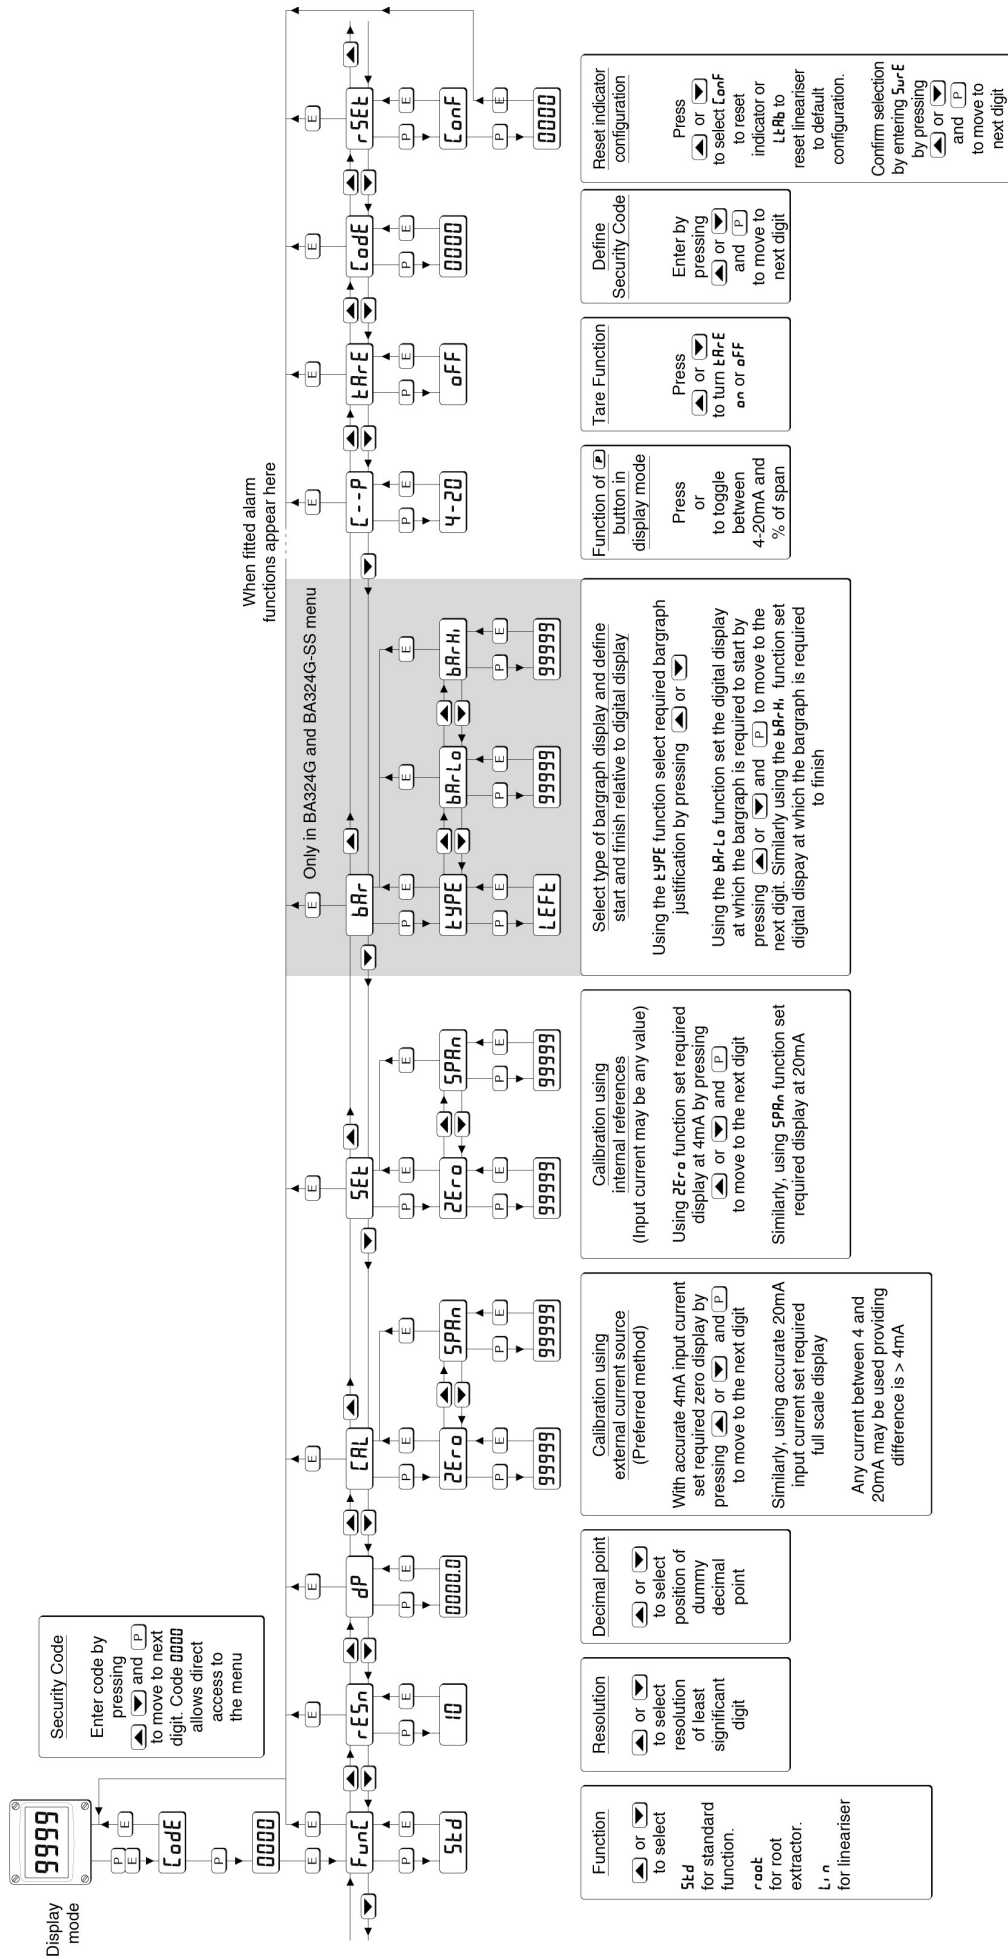 Display
mode
9999
P
E
E
CodE
P
0000
E
Security Code
Enter code by
pressing
▲ ▼ and P
to move to next
digit. Code 0000
allows direct
access to
the menu
When fitted alarm
functions appear here
Only in BA324G and BA324G-SS menu
E
FunC
P
E
Std
E
rESn
P
E
10
E
dP
P
E
0000.0
E
CAL
P
E
E
2Ero
SPAn
P
E
P
E
99999
99999
E
SEt
P
E
E
2Ero
SPAn
P
E
P
E
99999
99999
E
bAr
P
E
E
E
tYPE
bArLo
bArHi
P
E
P
E
P
E
LEFt
99999
99999
E
C--P
P
E
4-20
E
tArE
P
E
oFF
E
CodE
P
E
0000
E
rSEt
P
E
ConF
P
E
0000
Function
▲ or ▼
to select
Std
for standard
function.
root
for root
extractor.
Lin
for lineariser
Resolution
▲ or ▼
to select
resolution
of least
significant
digit
Decimal point
▲ or ▼
to select
position of
dummy
decimal
point
Calibration using
external current source
(Preferred method)
With accurate 4mA input current
set required zero display by
pressing ▲ or ▼ and P
to move to the next digit
Similarly, using accurate 20mA
input current set required
full scale display
Any current between 4 and
20mA may be used providing
difference is > 4mA
Calibration using
internal references
(Input current may be any value)
Using 2Ero function set required
display at 4mA by pressing
▲ or ▼ and P
to move to the next digit
Similarly, using SPAn function set
required display at 20mA
Select type of bargraph display and define
start and finish relative to digital display
Using the tYPE function select required bargraph
justification by pressing ▲ or ▼
Using the bArLo function set the digital display
at which the bargraph is required to start by
pressing ▲ or ▼ and P to move to the
next digit. Similarly using the bArHi function set
digital dispay at which the bargraph is required
to finish
Function of P
button in
display mode
Press
or
to toggle
between
4-20mA and
% of span
Tare Function
Press
▲ or ▼
to turn tArE
on or oFF
Define
Security Code
Enter by
pressing
▲ or ▼
and P
to move to
next digit
Reset indicator
configuration
Press
▲ or ▼
to select ConF
to reset
indicator or
LtAb to
reset lineariser
to default
configuration.
Confirm selection
by entering SurE
by pressing
▲ or ▼
and P
to move to
next digit